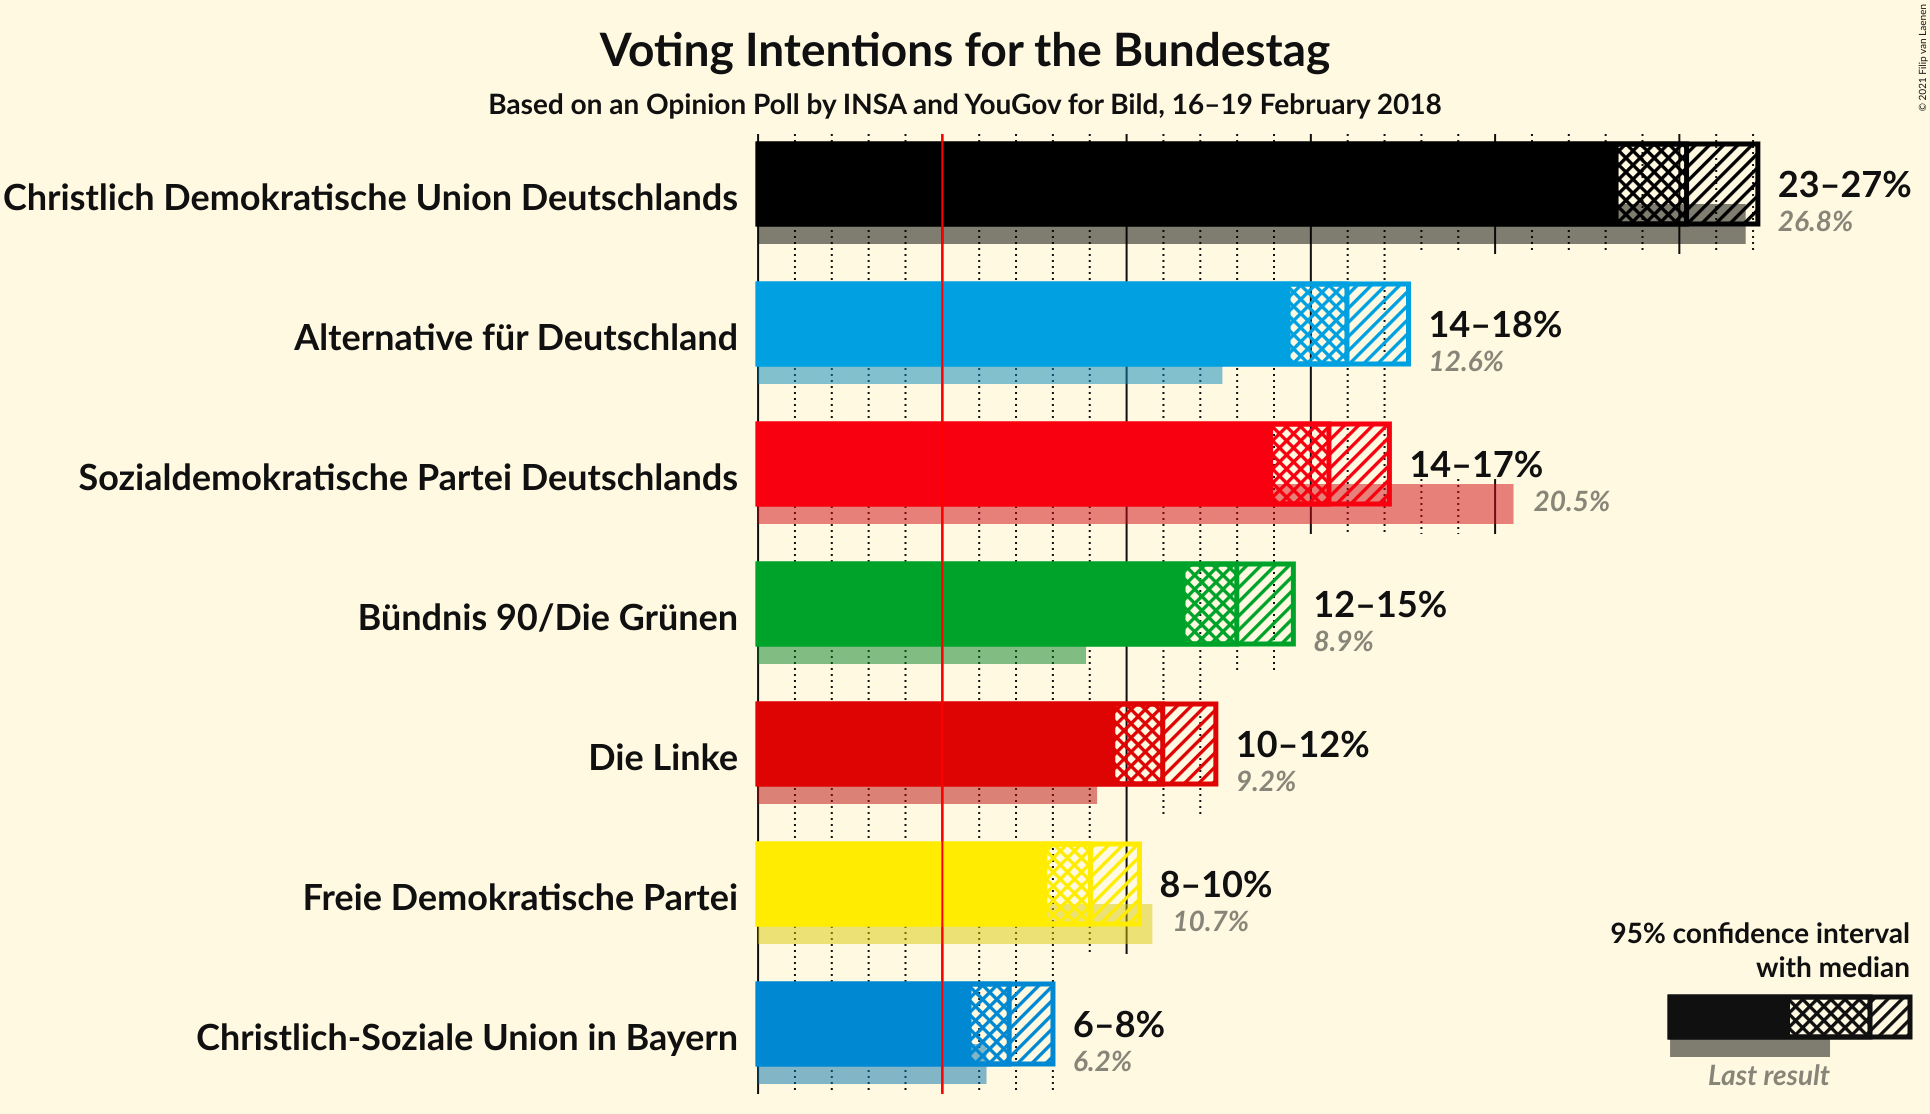 Voting Intentions for the Bundestag
Based on an Opinion Poll by INSA and YouGov for Bild, 16–19 February 2018
© 2021 Filip van Laenen
Christlich Demokratische Union Deutschlands
23–27%
26.8%
Alternative für Deutschland
14–18%
12.6%
Sozialdemokratische Partei Deutschlands
14–17%
20.5%
Bündnis 90/Die Grünen
12–15%
8.9%
Die Linke
10–12%
9.2%
Freie Demokratische Partei
8–10%
10.7%
Christlich-Soziale Union in Bayern
6–8%
6.2%
95% confidence interval
with median
Last result